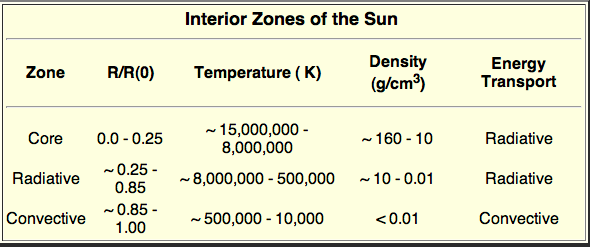 Interior Zones of the Sun
Zone R/R(0) Temperature ( K) Density (g/cm³) Energy Transport
Core 0.0 - 0.25 ~ 15,000,000 - 8,000,000 ~ 160 - 10 Radiative
Radiative ~ 0.25 - 0.85 ~ 8,000,000 - 500,000 ~ 10 - 0.01 Radiative
Convective ~ 0.85 - 1.00 ~ 500,000 - 10,000 < 0.01 Convective